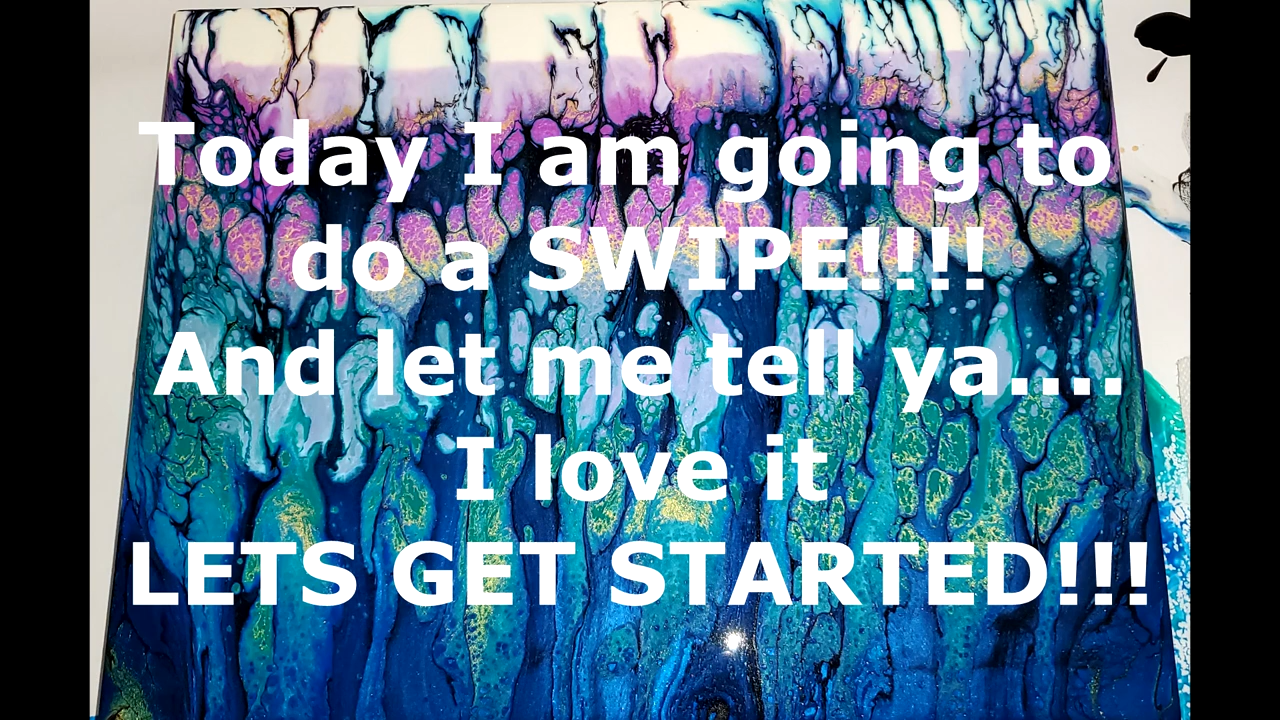 Today I am going to
do a SWIPE!!!!
And let me tell ya....
I love it
LETS GET STARTED!!!